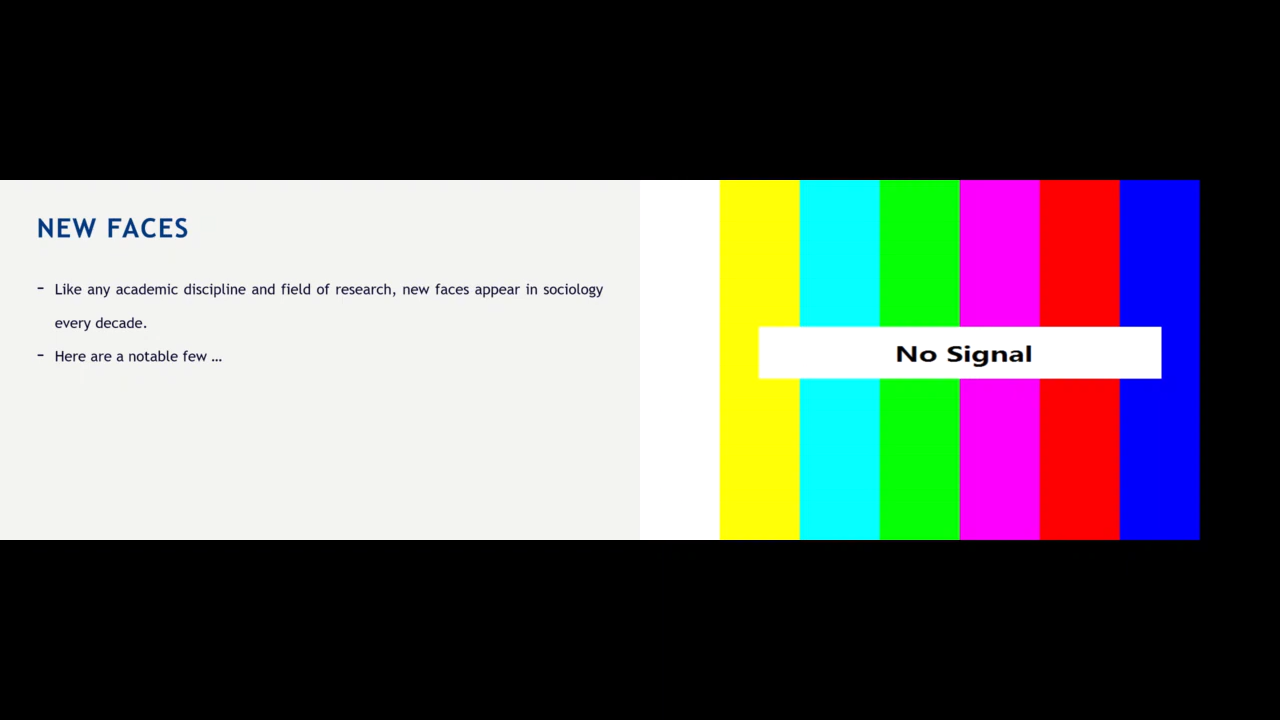 NEW FACES
- Like any academic discipline and field of research, new faces appear in sociology
every decade.
- Here are a notable few …
No Signal